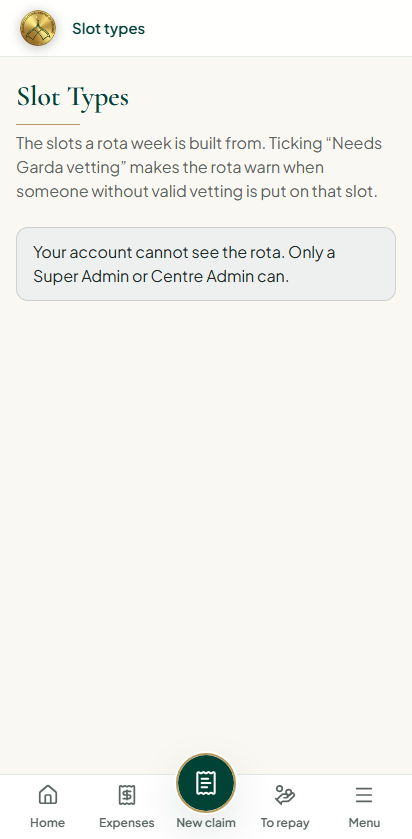 Slot types
Slot Types
The slots a rota week is built from. Ticking “Needs
Garda vetting” makes the rota warn when
someone without valid vetting is put on that slot.
Your account cannot see the rota. Only a
Super Admin or Centre Admin can.
Home
Expenses
New claim
To repay
Menu